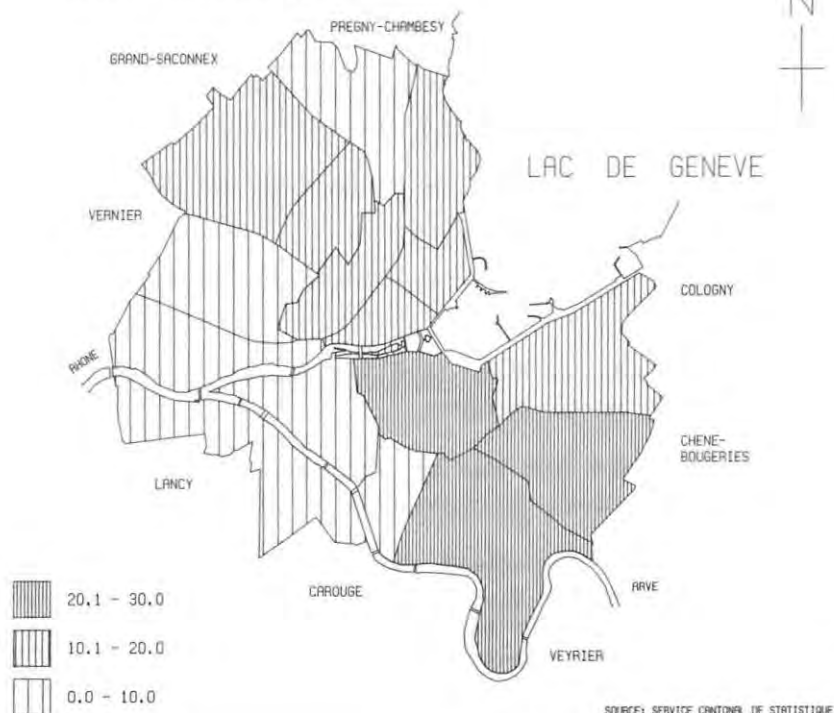 N
PREGNY-CHAMBESY
GRAND-SACONNEX
LAC DE GENEVE
VERNIER
COLOGNY
RHONE
CHENE-
BOUGERIES
LANCY
CAROUGE
ARVE
VEYRIER
20.1 - 30.0
10.1 - 20.0
0.0 - 10.0
SOURCE: SERVICE CANTONAL DE STATISTIQUE